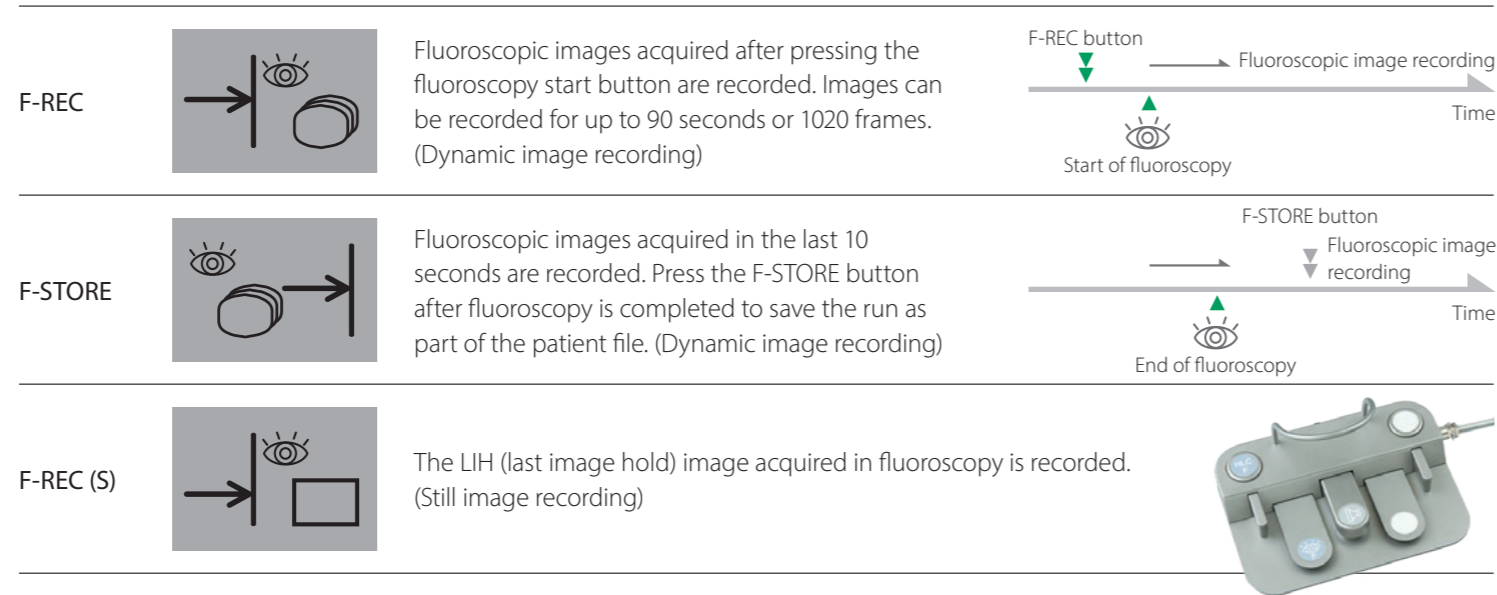 F-REC
Fluoroscopic images acquired after pressing the
fluoroscopy start button are recorded. Images can
be recorded for up to 90 seconds or 1020 frames.
(Dynamic image recording)
F-REC button
Fluoroscopic image recording
Time
Start of fluoroscopy
F-STORE
Fluoroscopic images acquired in the last 10
seconds are recorded. Press the F-STORE button
after fluoroscopy is completed to save the run as
part of the patient file. (Dynamic image recording)
F-STORE button
Fluoroscopic image
recording
Time
End of fluoroscopy
F-REC (S)
The LIH (last image hold) image acquired in fluoroscopy is recorded.
(Still image recording)
HLC